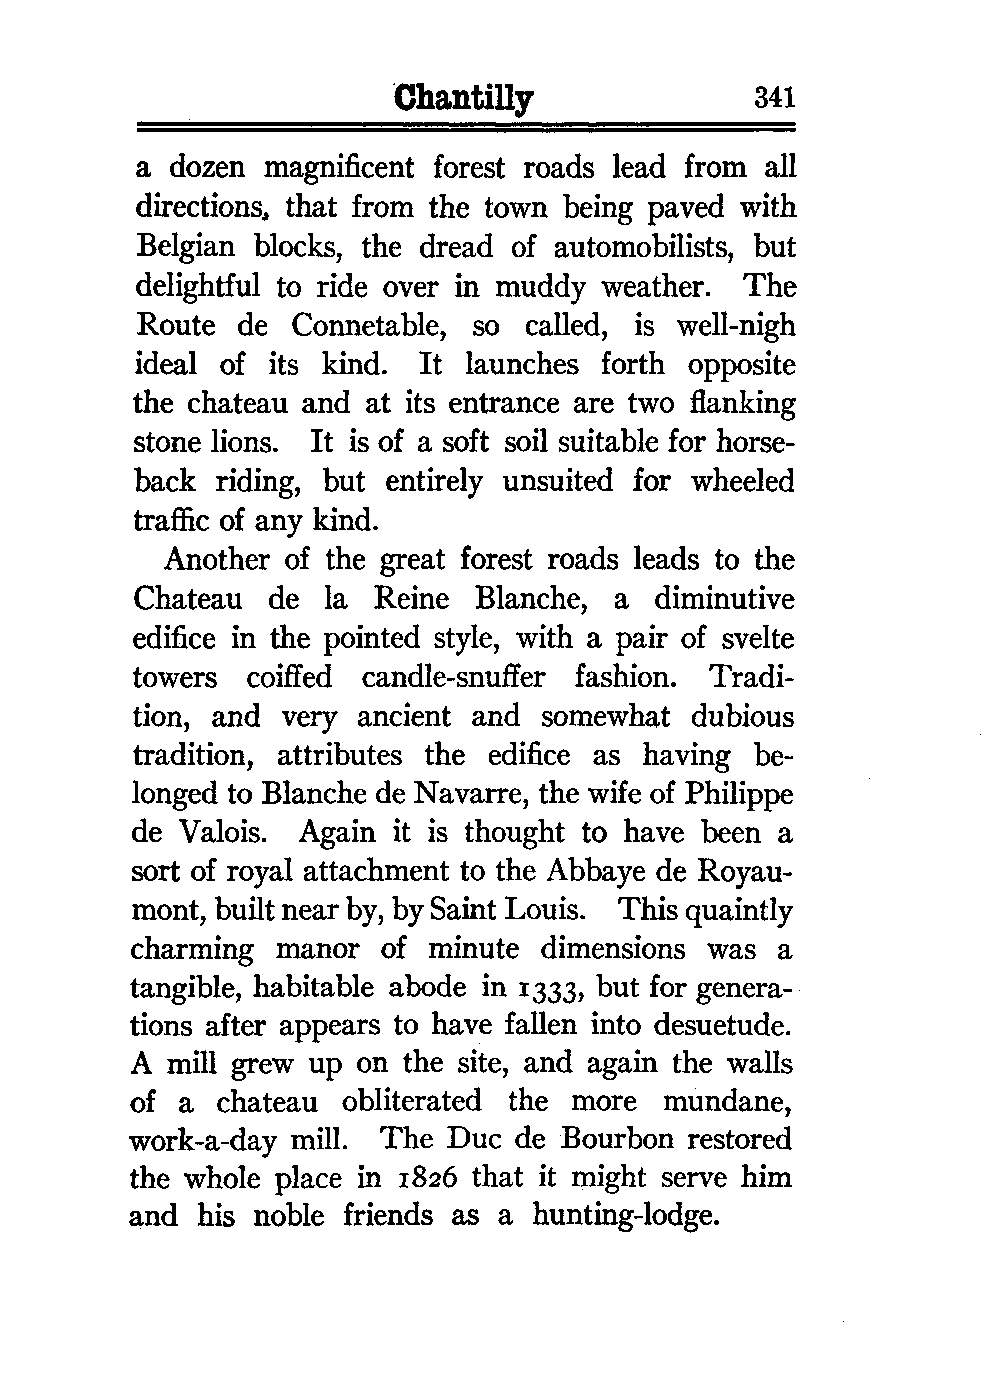 Chantilly 341
a dozen magnificent forest roads lead from all
directions, that from the town being paved with
Belgian blocks, the dread of automobilists, but
delightful to ride over in muddy weather. The
Route de Connetable, so called, is well-nigh
ideal of its kind. It launches forth opposite
the chateau and at its entrance are two flanking
stone lions. It is of a soft soil suitable for horse-
back riding, but entirely unsuited for wheeled
traffic of any kind.
Another of the great forest roads leads to the
Chateau de la Reine Blanche, a diminutive
edifice in the pointed style, with a pair of svelte
towers coiffed candle-snuffer fashion. Tradi-
tion, and very ancient and somewhat dubious
tradition, attributes the edifice as having be-
longed to Blanche de Navarre, the wife of Philippe
de Valois. Again it is thought to have been a
sort of royal attachment to the Abbaye de Royau-
mont, built near by, by Saint Louis. This quaintly
charming manor of minute dimensions was a
tangible, habitable abode in 1333, but for genera-
tions after appears to have fallen into desuetude.
A mill grew up on the site, and again the walls
of a chateau obliterated the more mundane,
work-a-day mill. The Duc de Bourbon restored
the whole place in 1826 that it might serve him
and his noble friends as a hunting-lodge.